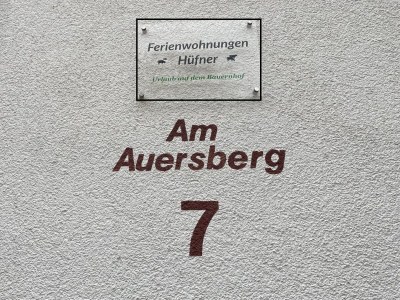 Ferienwohnungen
Hüfner
Urlaub auf dem Bauernhof
Am
Auersberg
7